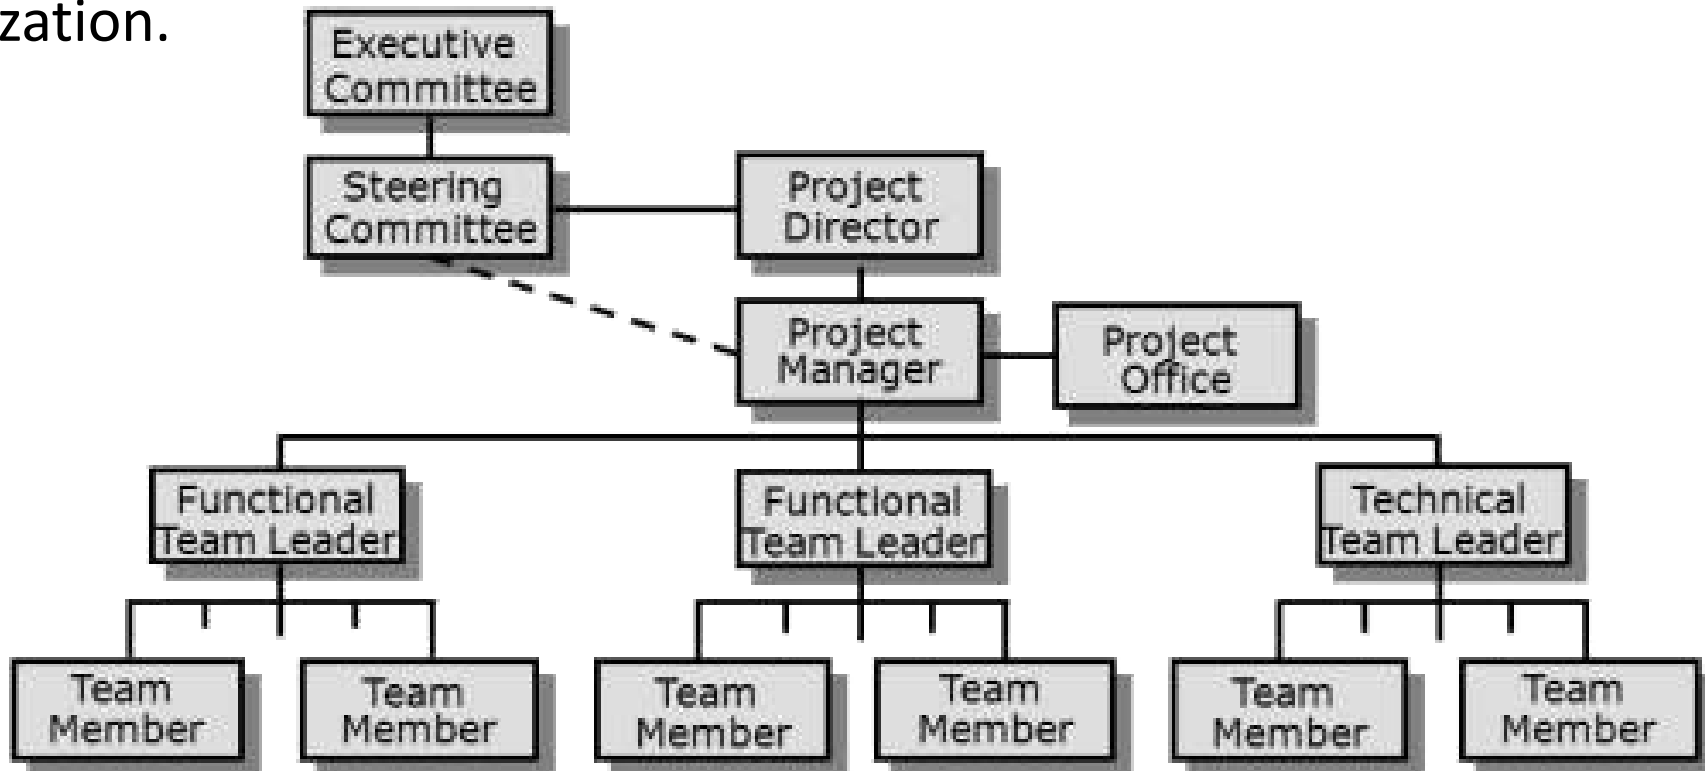 zation.
Executive
Committee
Steering
Committee
Project
Director
Project
Manager
Project
Office
Functional
Team Leader
Functional
Team Leader
Technical
Team Leader
Team
Member
Team
Member
Team
Member
Team
Member
Team
Member
Team
Member